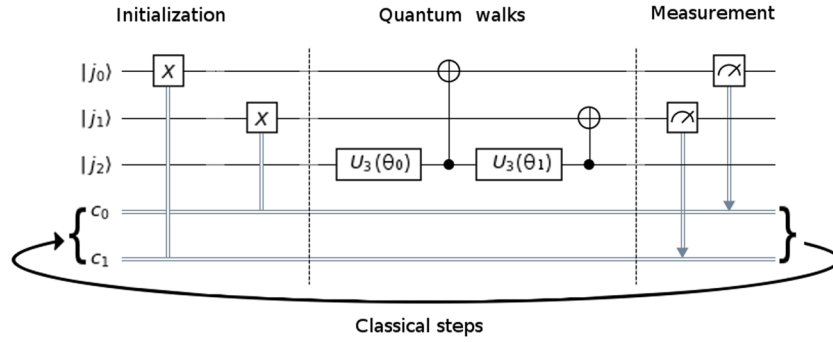 Initialization Quantum walks Measurement
|j₀⟩ X
|j₁⟩ X
|j₂⟩ U₃(θ₀) U₃(θ₁)
c₀
c₁
Classical steps